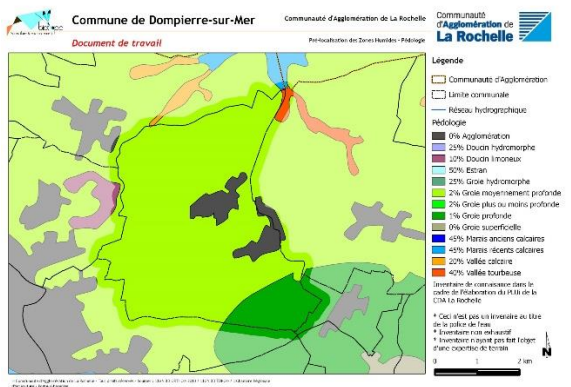 Commune de Dompierre-sur-Mer
Document de travail
Communauté d'Agglomération de La Rochelle
Pré-localisation des Zones Humides - Pédologie
Communauté
d'Agglomération de
La Rochelle
Légende
Communauté d'Agglomération
Limite communale
Réseau hydrographique
Pédologie
0% Agglomération
25% Doucin hydromorphe
10% Doucin limoneux
50% Estran
25% Groie hydromorphe
2% Groie moyennement profonde
2% Groie plus ou moins profonde
1% Groie profonde
0% Groie superficielle
45% Marais anciens calcaires
45% Marais récents calcaires
20% Vallée calcaire
40% Vallée tourbeuse
Inventaire de connaissance dans le
cadre de l'élaboration du PLUi de la
CDA La Rochelle
* Ceci n'est pas un inventaire au titre
de la police de l'eau
* Inventaire non exhaustif
* Inventaire n'ayant pas fait l'objet
d'une expertise de terrain
N
0 1 2 km